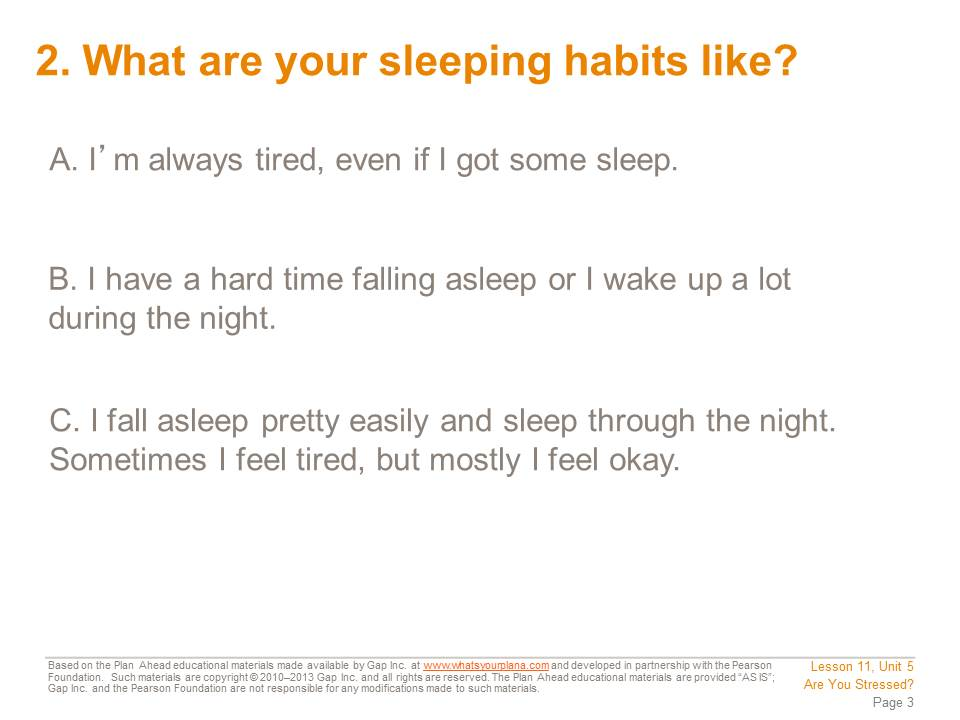 2. What are your sleeping habits like?
A. I’m always tired, even if I got some sleep.
B. I have a hard time falling asleep or I wake up a lot
during the night.
C. I fall asleep pretty easily and sleep through the night.
Sometimes I feel tired, but mostly I feel okay.
Based on the Plan Ahead educational materials made available by Gap Inc. at www.whatsyourplana.com and developed in partnership with the Pearson
Foundation. Such materials are copyright © 2010–2013 Gap Inc. and all rights are reserved. The Plan Ahead educational materials are provided “AS IS”;
Gap Inc. and the Pearson Foundation are not responsible for any modifications made to such materials.
Lesson 11, Unit 5
Are You Stressed?
Page 3